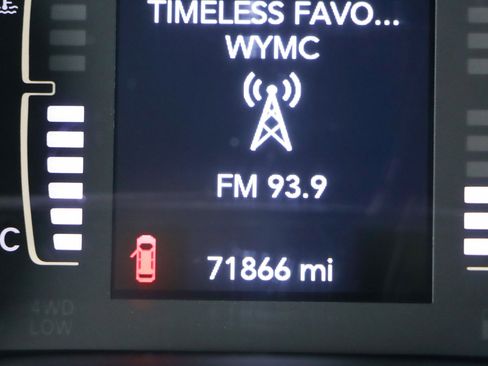 TIMELESS FAVO...
WYMC
FM 93.9
C
71866 mi
4WD
LOW